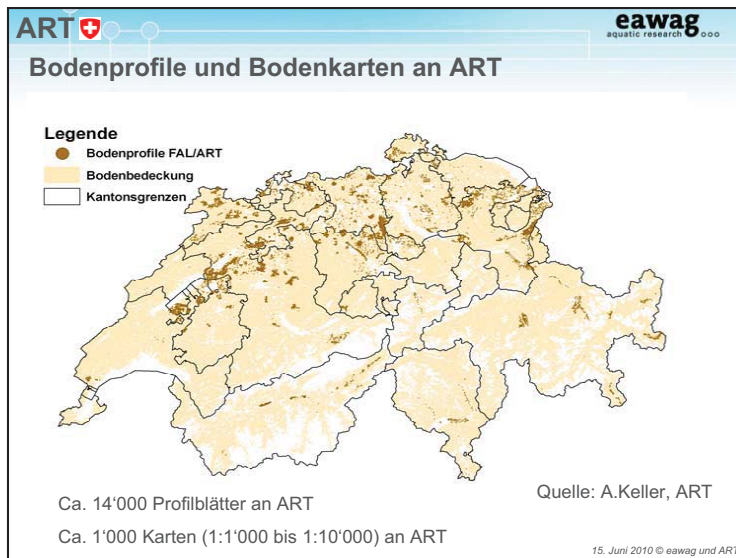 ART
eawag
aquatic research
Bodenprofile und Bodenkarten an ART
Legende
Bodenprofile FAL/ART
Bodenbedeckung
Kantonsgrenzen
Ca. 14‘000 Profilblätter an ART
Quelle: A.Keller, ART
Ca. 1‘000 Karten (1:1‘000 bis 1:10‘000) an ART
15. Juni 2010 © eawag und ART